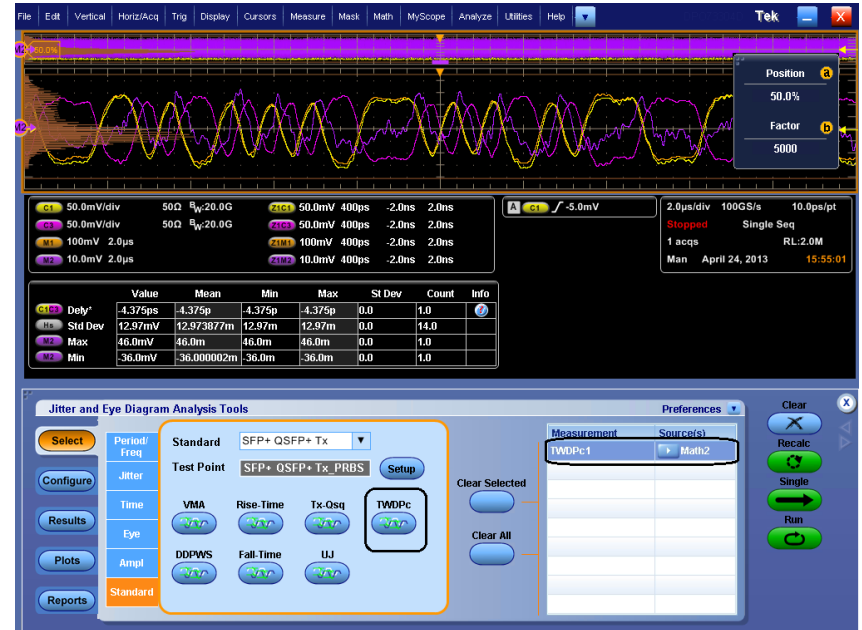 File Edit Vertical Horiz/Acq Trig Display Cursors Measure Mask Math MyScope Analyze Utilities Help Tek X
M2 50.0%
Position a
50.0%
Factor b
5000
M2
C1 50.0mV/div 50Ω BW:20.0G Z1C1 50.0mV 400ps -2.0ns 2.0ns A C1 -5.0mV 2.0µs/div 100GS/s 10.0ps/pt
C3 50.0mV/div 50Ω BW:20.0G Z1C3 50.0mV 400ps -2.0ns 2.0ns Stopped Single Seq
M1 100mV 2.0µs Z1M1 100mV 400ps -2.0ns 2.0ns 1 acqs RL:2.0M
M2 10.0mV 2.0µs Z1M2 10.0mV 400ps -2.0ns 2.0ns Man April 24, 2013 15:55:01
Value Mean Min Max St Dev Count Info
C1C3 Dely* -4.375ps -4.375p -4.375p -4.375p 0.0 1.0
Hs Std Dev 12.97mV 12.973877m 12.97m 12.97m 0.0 14.0
M2 Max 46.0mV 46.0m 46.0m 46.0m 0.0 1.0
M2 Min -36.0mV -36.000002m -36.0m -36.0m 0.0 1.0
Jitter and Eye Diagram Analysis Tools Preferences Clear X
Select Period/ Freq Standard SFP+ QSFP+ Tx Measurement Source(s)
TWDPc1 Math2 Recalc
Configure Jitter Test Point SFP+ QSFP+ Tx_PRBS Setup Clear Selected Single
Results Time VMA Rise-Time Tx-Qsq TWDPc Run
Eye Clear All
Plots Ampl DDPWS Fall-Time UJ
Reports Standard